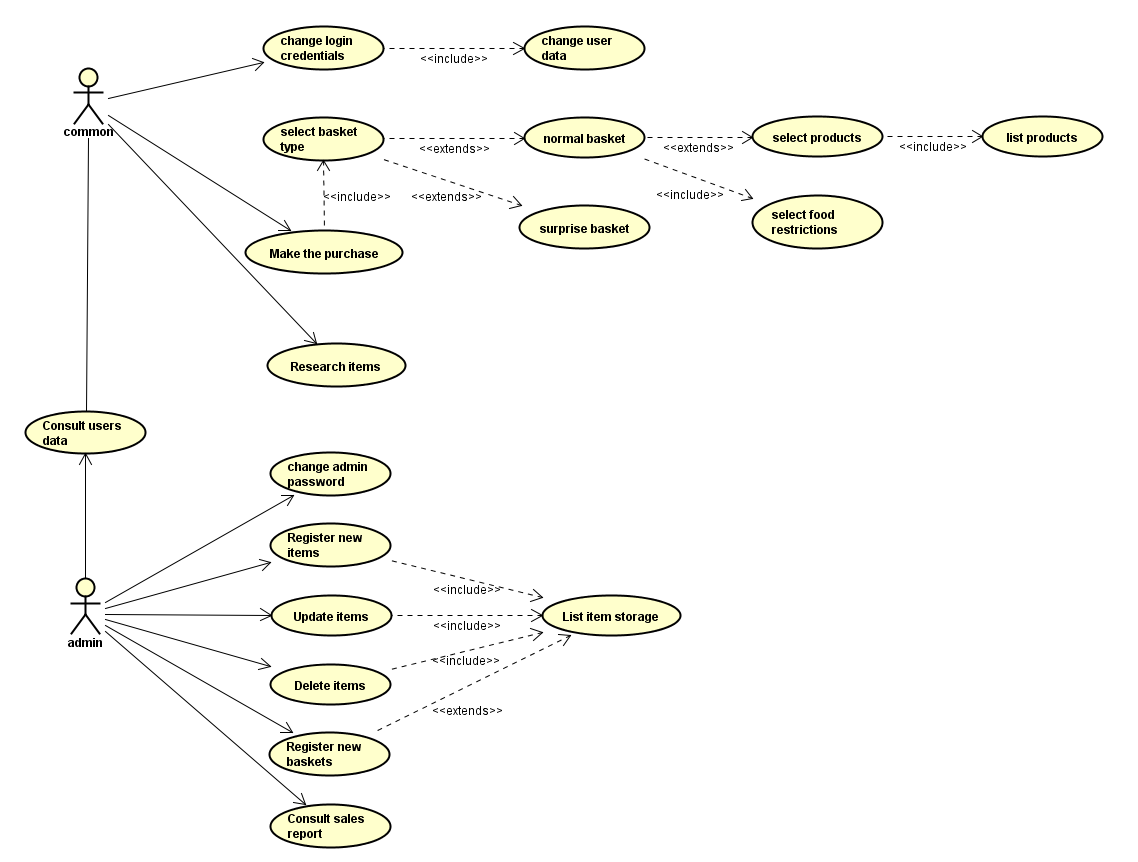 change login
credentials
<<include>>
change user
data
common
select basket
type
<<extends>>
normal basket
<<extends>>
select products
<<include>>
list products
<<include>>
<<extends>>
<<include>>
select food
restrictions
surprise basket
Make the purchase
Research items
Consult users
data
change admin
password
Register new
items
<<include>>
Update items
<<include>>
List item storage
admin
Delete items
<<include>>
<<extends>>
Register new
baskets
Consult sales
report